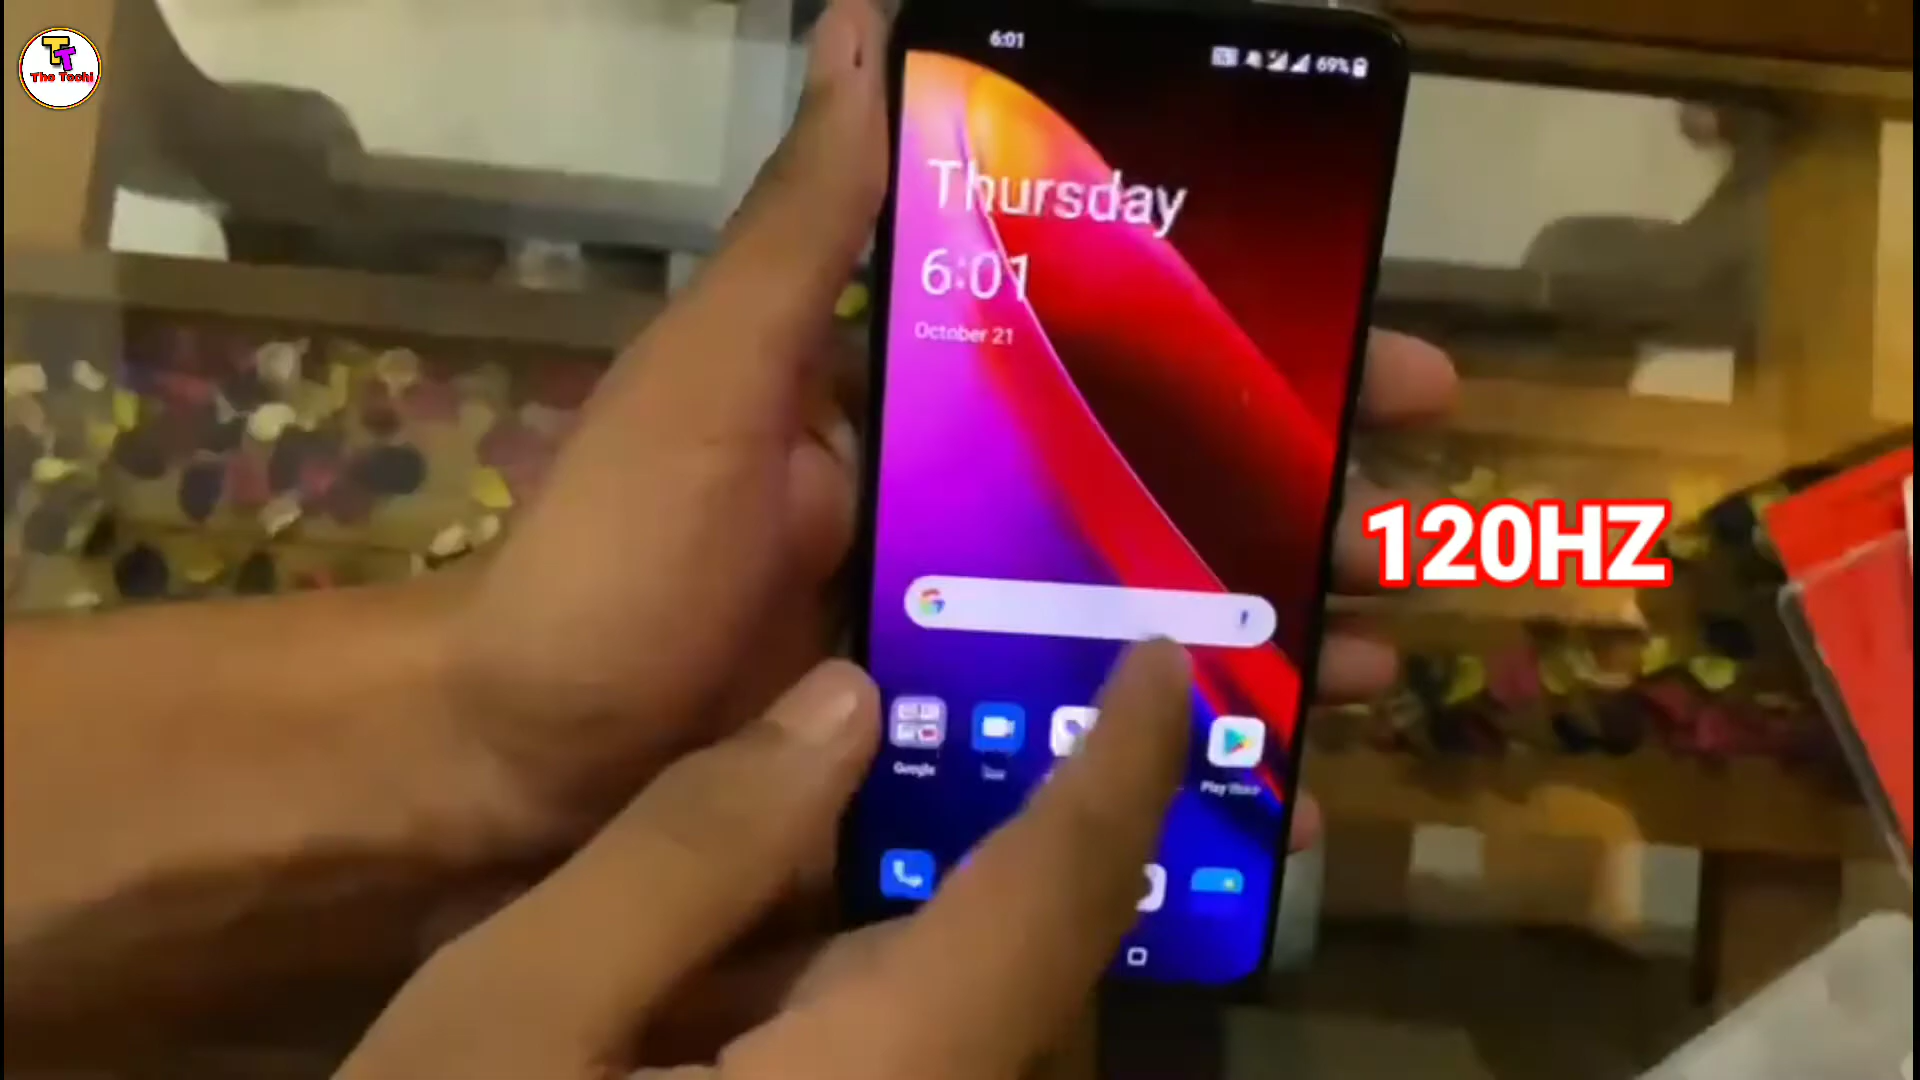 The Techi
6:01
69%
Thursday
6:01
October 21
120HZ
Google
Play Store